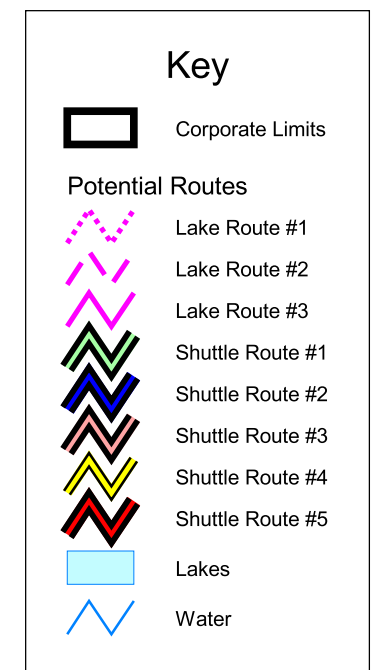 Key
Corporate Limits
Potential Routes
Lake Route #1
Lake Route #2
Lake Route #3
Shuttle Route #1
Shuttle Route #2
Shuttle Route #3
Shuttle Route #4
Shuttle Route #5
Lakes
Water